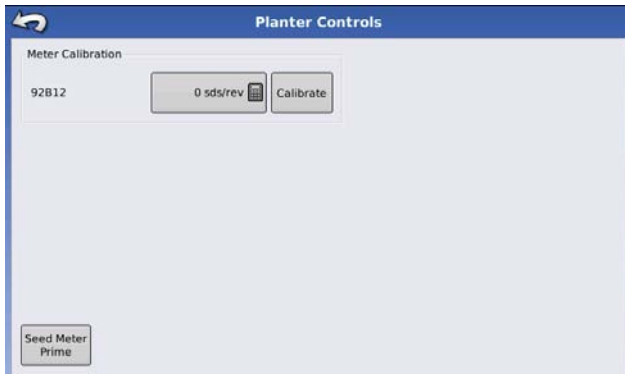 Planter Controls
Meter Calibration
92B12
0 sds/rev
Calibrate
Seed Meter
Prime